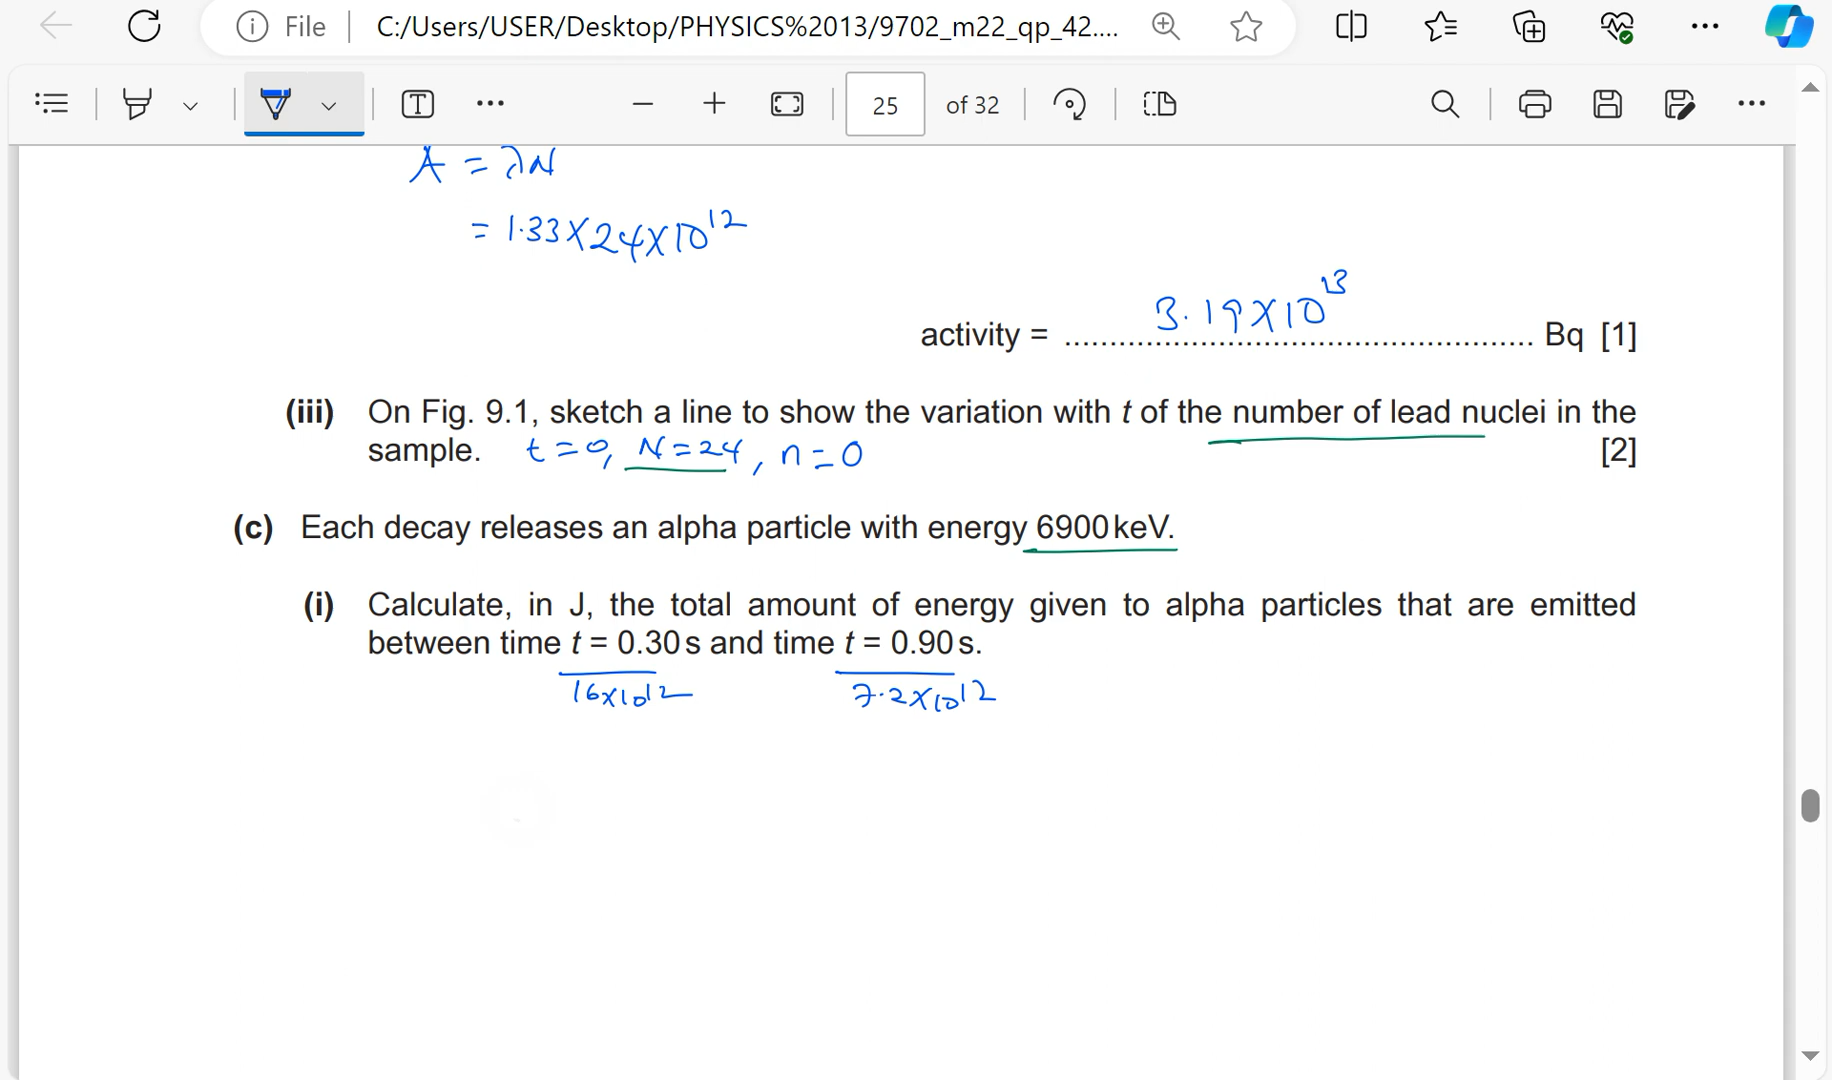 File C:/Users/USER/Desktop/PHYSICS%2013/9702_m22_qp_42....
25 of 32
A = λN
= 1.33×24×10¹²
3.19×10¹³
activity = .................................................... Bq [1]
(iii) On Fig. 9.1, sketch a line to show the variation with t of the number of lead nuclei in the
sample. t=0, N=24, n=0 [2]
(c) Each decay releases an alpha particle with energy 6900 keV.
(i) Calculate, in J, the total amount of energy given to alpha particles that are emitted
between time t = 0.30 s and time t = 0.90 s.
16×10¹² 7.2×10¹²